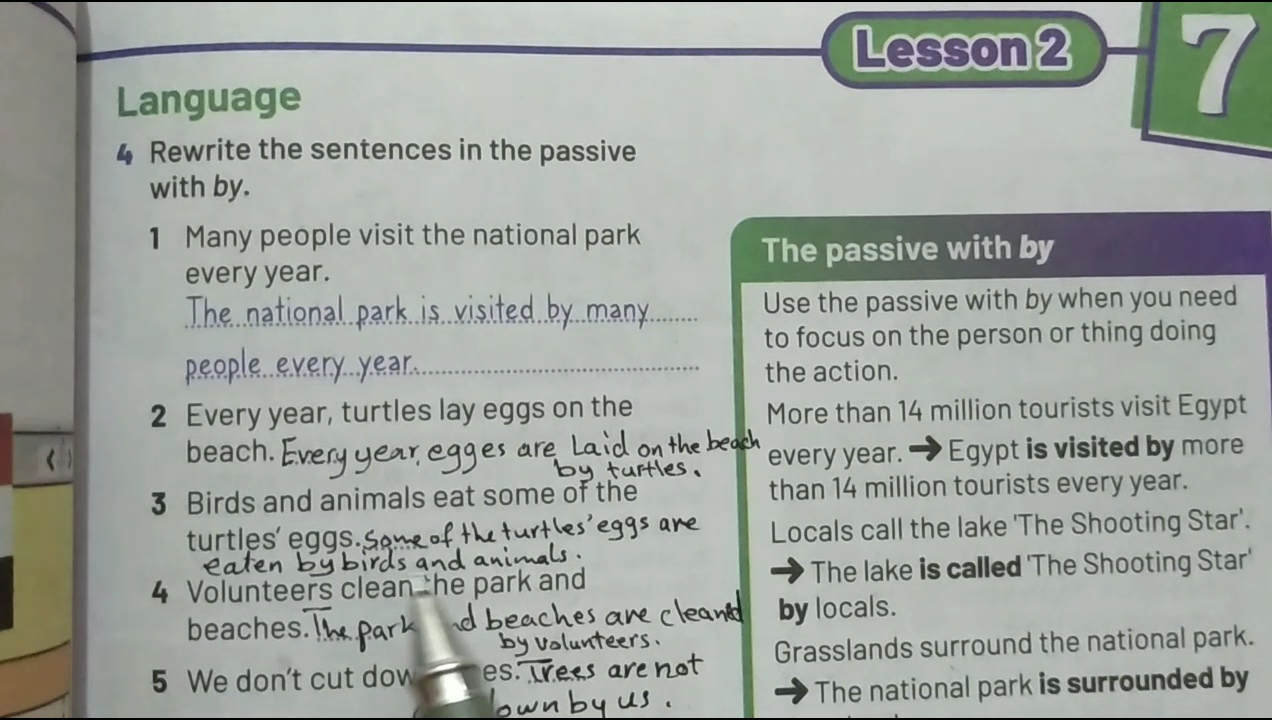 Lesson 2
7
Language
4 Rewrite the sentences in the passive
with by.
1 Many people visit the national park
every year.
The national park is visited by many
people every year.
2 Every year, turtles lay eggs on the
beach. Every year, egges are Laid on the beach
by turtles.
3 Birds and animals eat some of the
turtles' eggs. Some of the turtles' eggs are
eaten by birds and animals.
4 Volunteers clean the park and
beaches. The park beaches are cleaned
by volunteers.
5 We don't cut Trees are not
by us.
The passive with by
Use the passive with by when you need
to focus on the person or thing doing
the action.
More than 14 million tourists visit Egypt
every year. → Egypt is visited by more
than 14 million tourists every year.
Locals call the lake 'The Shooting Star'.
→ The lake is called 'The Shooting Star'
by locals.
Grasslands surround the national park.
→ The national park is surrounded by